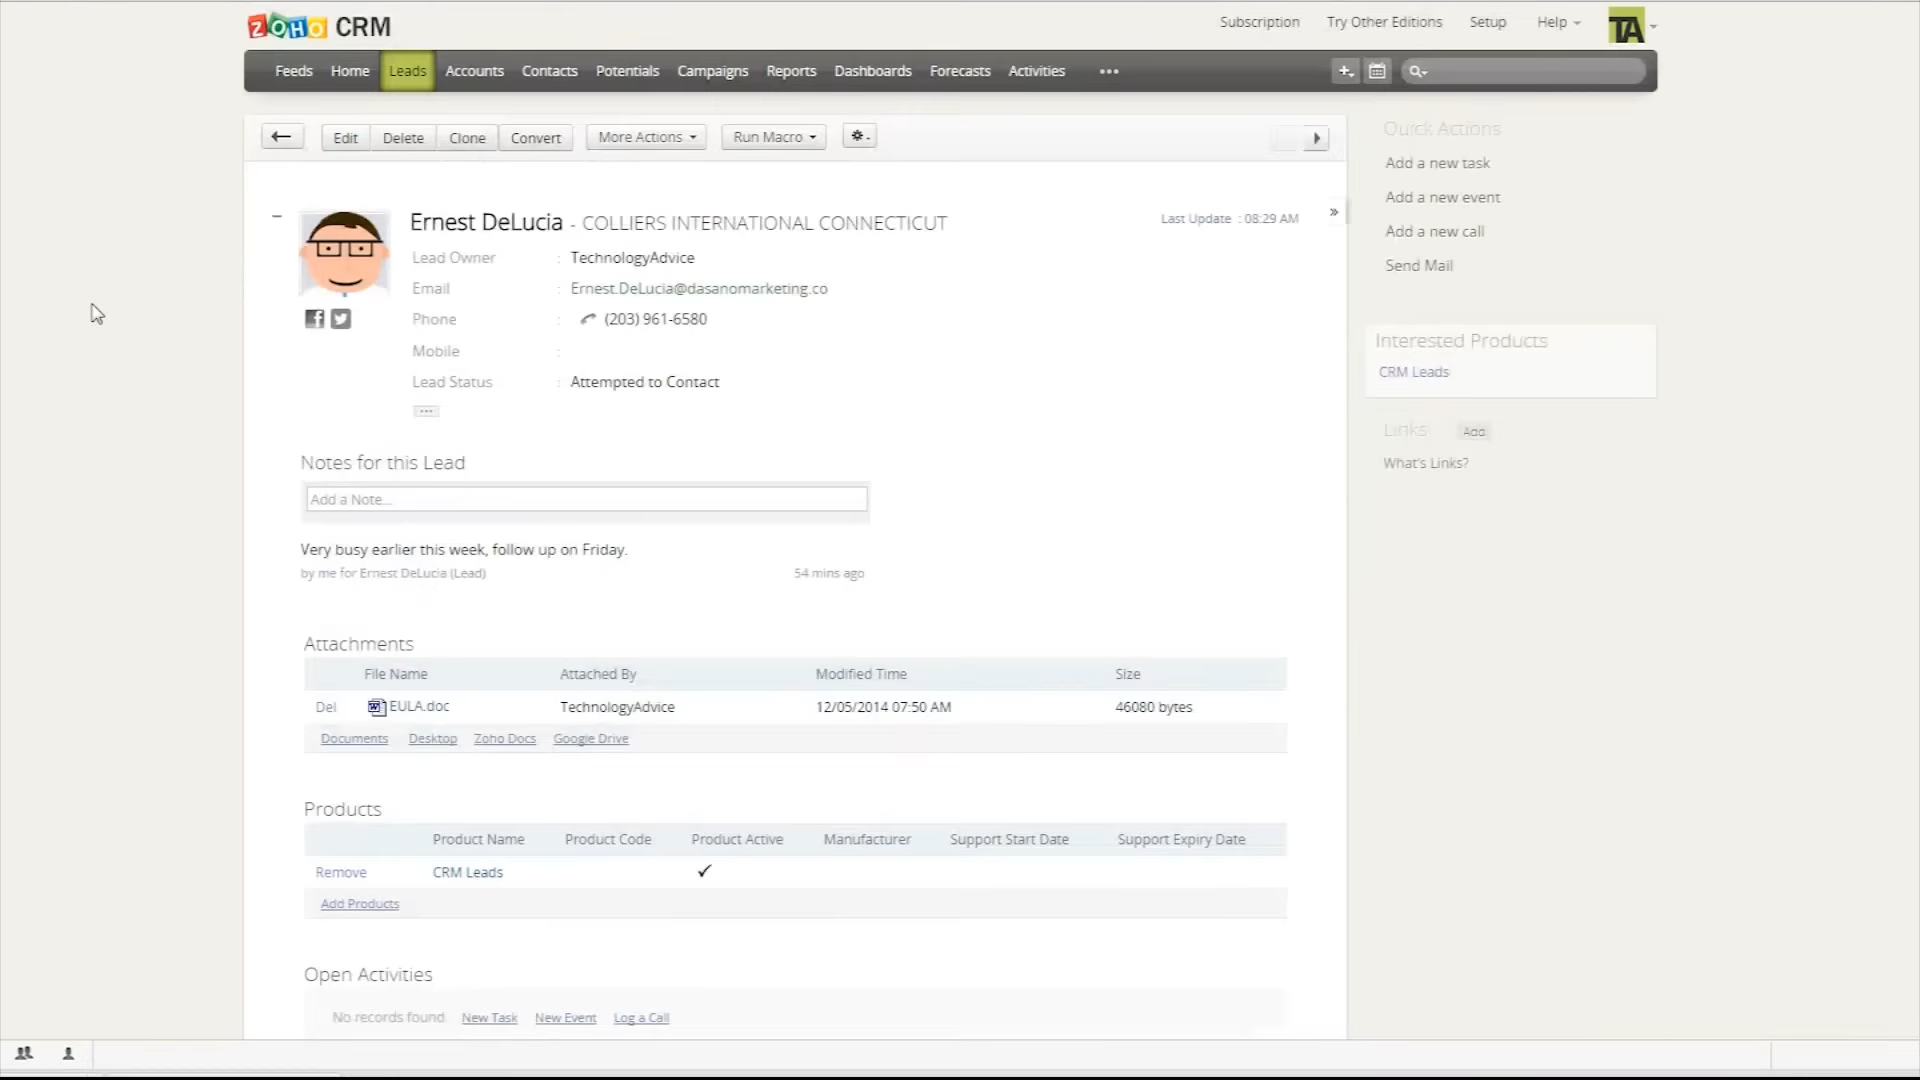 ZOHO CRM
Subscription Try Other Editions Setup Help TA
Feeds Home Leads Accounts Contacts Potentials Campaigns Reports Dashboards Forecasts Activities
Edit Delete Clone Convert More Actions Run Macro
Ernest DeLucia - COLLIERS INTERNATIONAL CONNECTICUT
Last Update : 08:29 AM
Lead Owner : TechnologyAdvice
Email : Ernest.DeLucia@dasanomarketing.co
Phone : (203) 961-6580
Mobile :
Lead Status : Attempted to Contact
Notes for this Lead
Add a Note...
Very busy earlier this week, follow up on Friday.
by me for Ernest DeLucia (Lead) 54 mins ago
Attachments
File Name Attached By Modified Time Size
Del EULA.doc TechnologyAdvice 12/05/2014 07:50 AM 46080 bytes
Documents Desktop Zoho Docs Google Drive
Products
Product Name Product Code Product Active Manufacturer Support Start Date Support Expiry Date
Remove CRM Leads ✓
Add Products
Open Activities
No records found New Task New Event Log a Call
Quick Actions
Add a new task
Add a new event
Add a new call
Send Mail
Interested Products
CRM Leads
Links Add
What's Links?